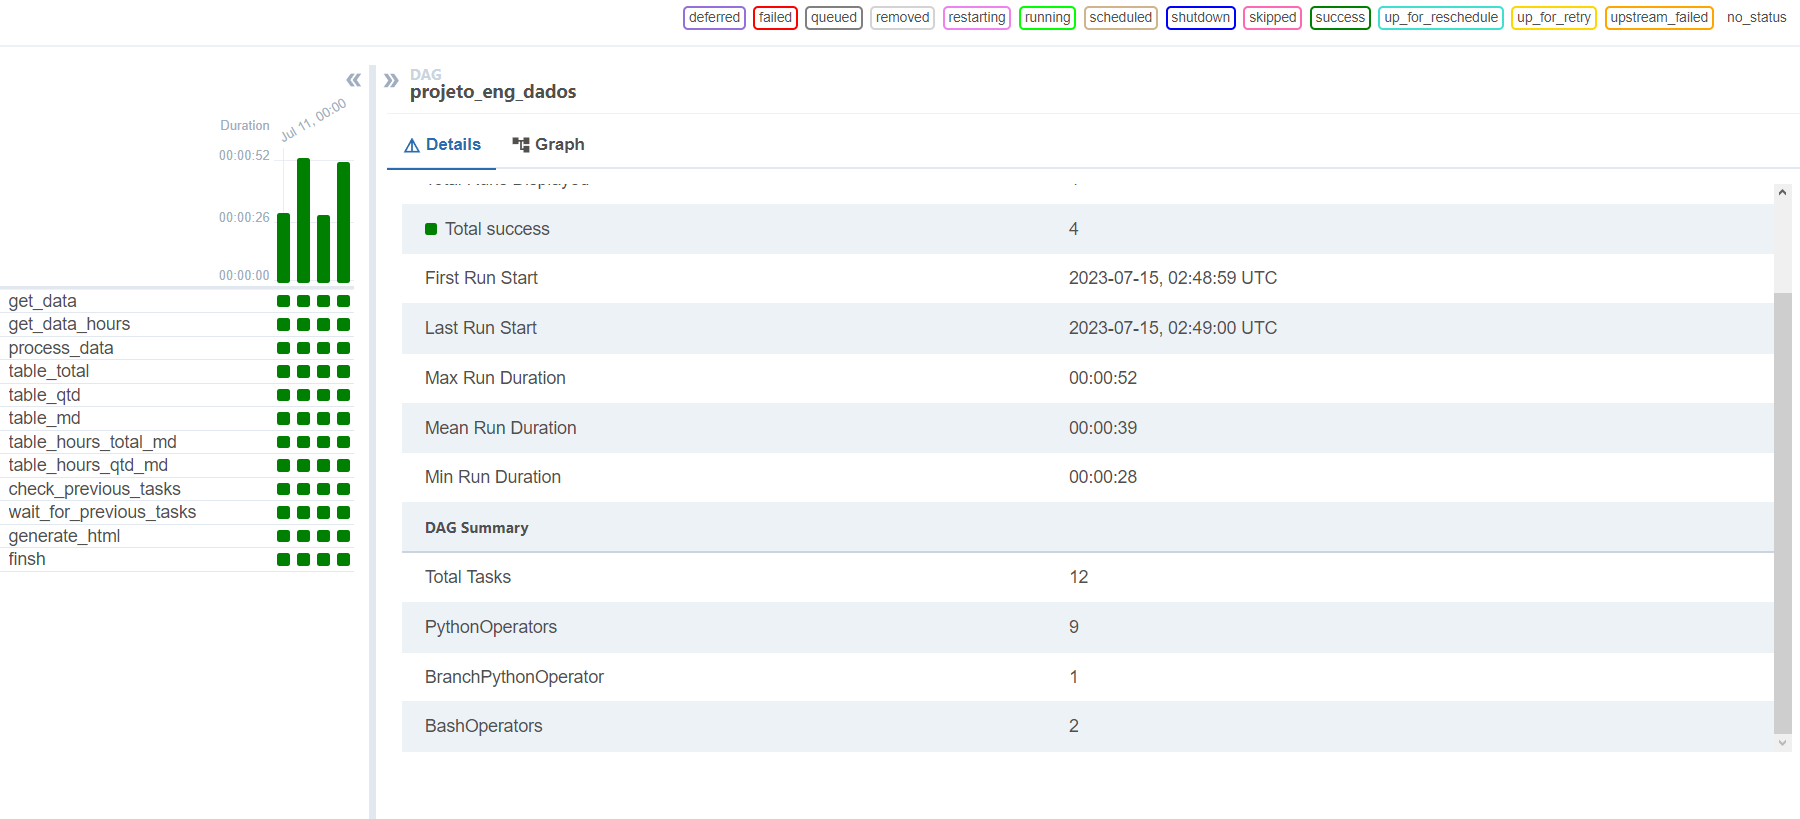 deferred failed queued removed restarting running scheduled shutdown skipped success up_for_reschedule up_for_retry upstream_failed no_status
DAG
projeto_eng_dados
Details Graph
Duration
Jul 11, 00:00
00:00:52
00:00:26
00:00:00
get_data
get_data_hours
process_data
table_total
table_qtd
table_md
table_hours_total_md
table_hours_qtd_md
check_previous_tasks
wait_for_previous_tasks
generate_html
finsh
Total Runs Displayed
Total success 4
First Run Start 2023-07-15, 02:48:59 UTC
Last Run Start 2023-07-15, 02:49:00 UTC
Max Run Duration 00:00:52
Mean Run Duration 00:00:39
Min Run Duration 00:00:28
DAG Summary
Total Tasks 12
PythonOperators 9
BranchPythonOperator 1
BashOperators 2